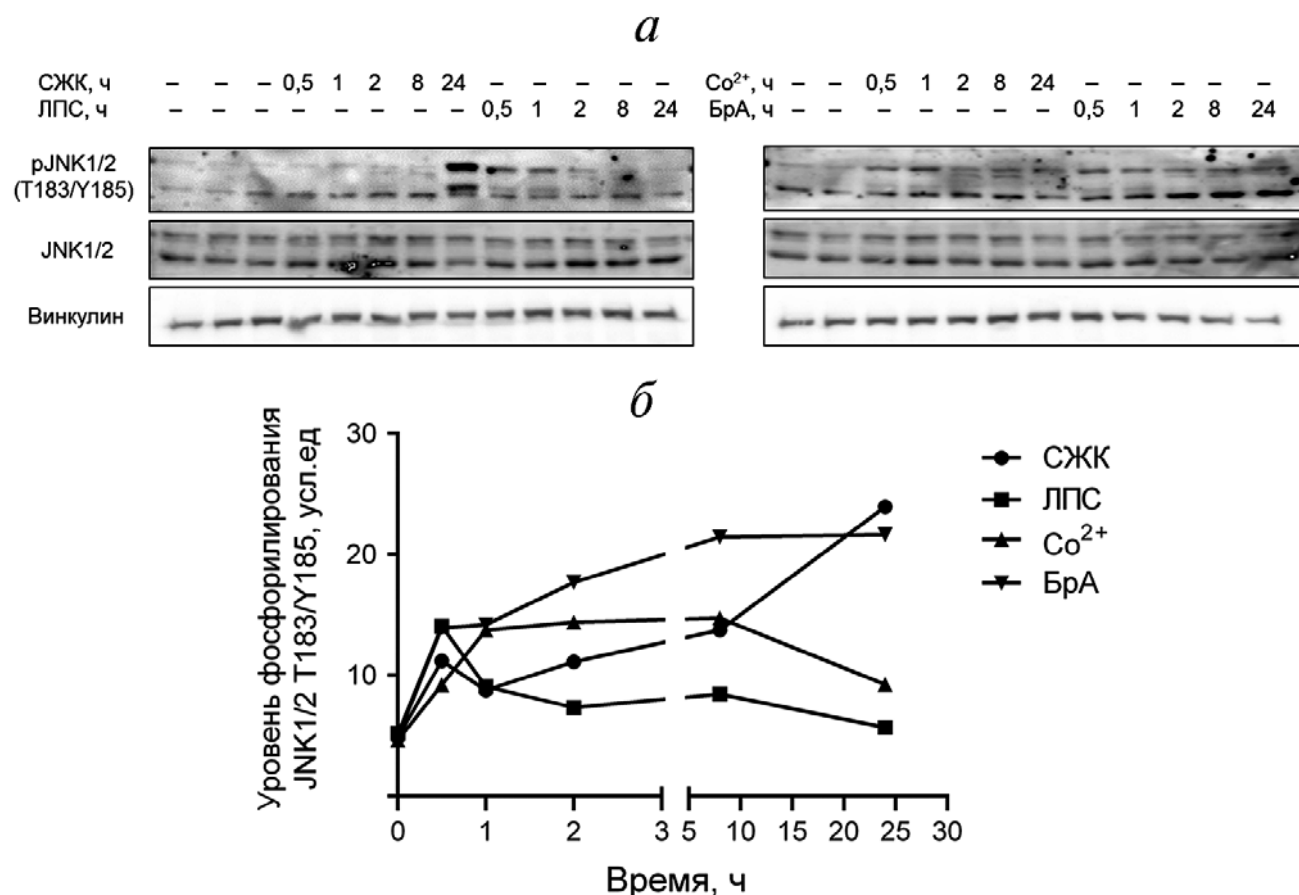 а
СЖК, ч – – – 0,5 1 2 8 24 – – – – –
ЛПС, ч – – – – – – – – 0,5 1 2 8 24
Co²⁺, ч – – 0,5 1 2 8 24 – – – – –
БрА, ч – – – – – – – 0,5 1 2 8 24
pJNK1/2
(T183/Y185)
JNK1/2
Винкулин
б
Уровень фосфорилирования
JNK1/2 T183/Y185, усл.ед
30
20
10
0 1 2 3 5 10 15 20 25 30
Время, ч
СЖК
ЛПС
Co²⁺
БрА